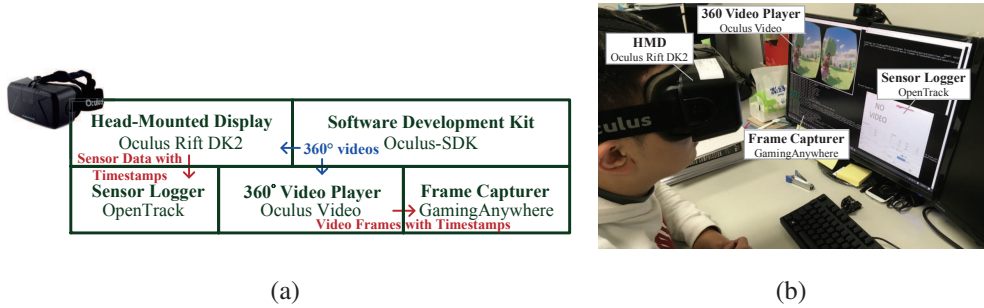 Oculus
Head-Mounted Display
Oculus Rift DK2
Software Development Kit
Oculus-SDK
360° videos
Sensor Data with
Timestamps
Sensor Logger
OpenTrack
360° Video Player
Oculus Video
Frame Capturer
GamingAnywhere
Video Frames with Timestamps
(a)
360 Video Player
Oculus Video
HMD
Oculus Rift DK2
Sensor Logger
OpenTrack
NO
VIDEO
Frame Capturer
GamingAnywhere
oculus
(b)